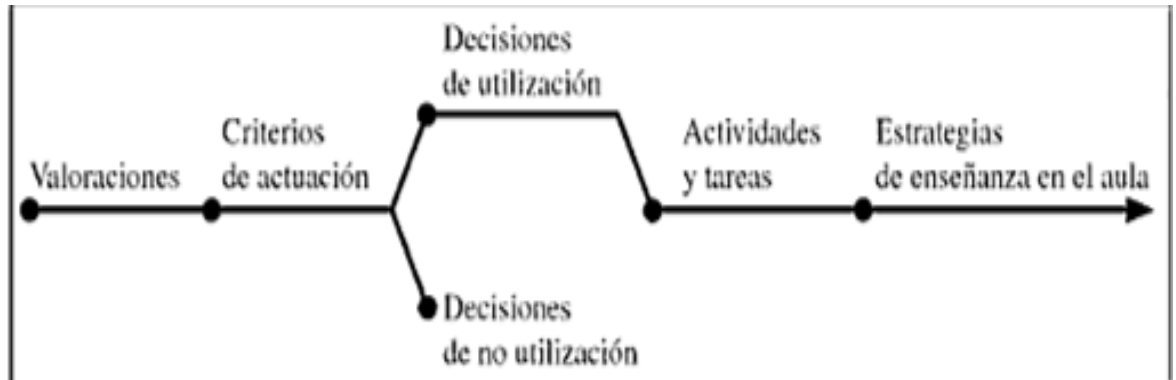 Decisiones
de utilización
Criterios
de actuación
Valoraciones
Actividades
y tareas
Estrategias
de enseñanza en el aula
Decisiones
de no utilización